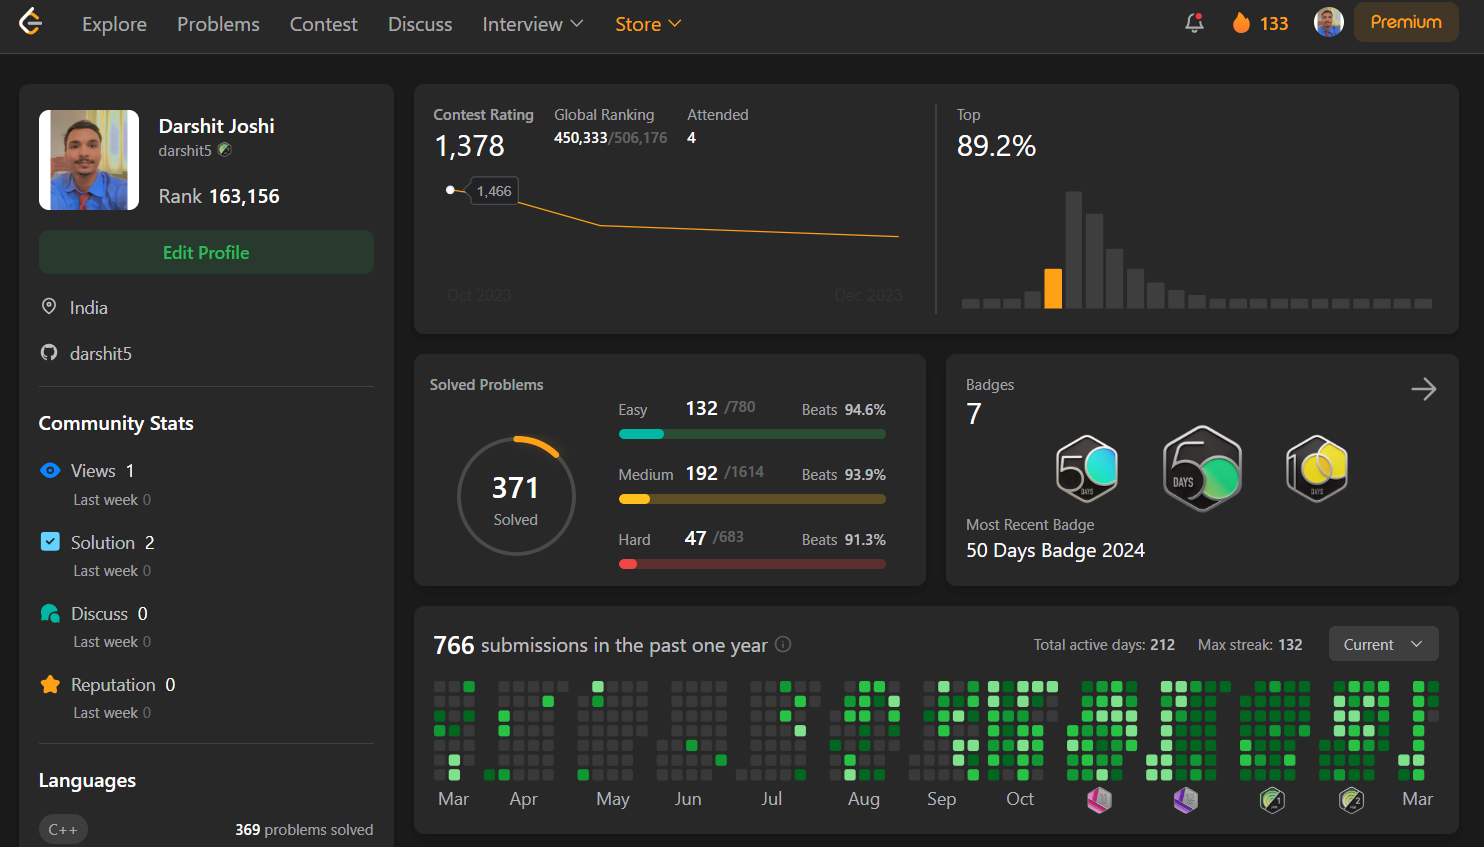 Explore Problems Contest Discuss Interview Store 133 Premium
Darshit Joshi
darshit5
Rank 163,156
Edit Profile
India
darshit5
Community Stats
Views 1
Last week 0
Solution 2
Last week 0
Discuss 0
Last week 0
Reputation 0
Last week 0
Languages
C++ 369 problems solved
Contest Rating
1,378
Global Ranking
450,333/506,176
Attended
4
1,466
Oct 2023 Dec 2023
Top
89.2%
Solved Problems
371
Solved
Easy 132 /780 Beats 94.6%
Medium 192 /1614 Beats 93.9%
Hard 47 /683 Beats 91.3%
Badges
7
50 DAYS
50 DAYS
100 DAYS
Most Recent Badge
50 Days Badge 2024
766 submissions in the past one year Total active days: 212 Max streak: 132 Current
Mar Apr May Jun Jul Aug Sep Oct Mar